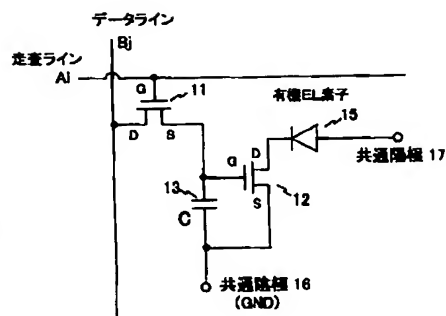 データライン
Bj
走査ライン
Ai
G
11
D
S
有機EL素子
15
共通陽極 17
G
D
S
12
13
C
共通陰極 16
(GND)